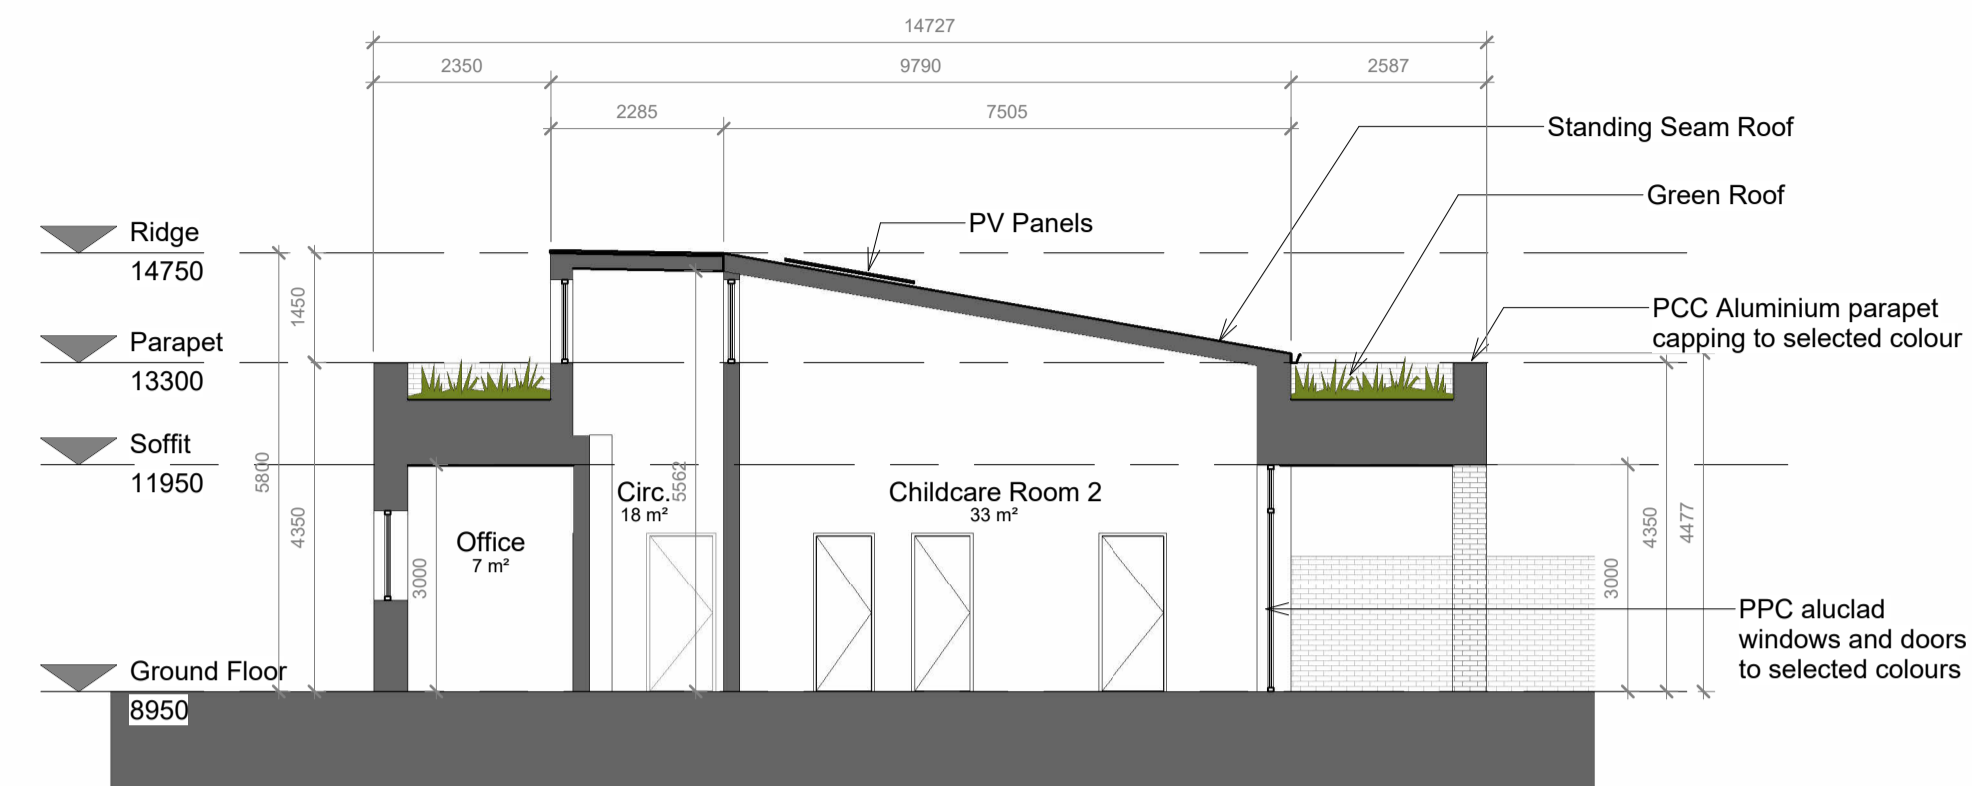 14727
2350
9790
2587
2285
7505
Standing Seam Roof
Green Roof
PV Panels
Ridge
14750
PCC Aluminium parapet
capping to selected colour
1450
Parapet
13300
Soffit
11950
5800
4350
5562
Circ.
18 m²
Childcare Room 2
33 m²
Office
7 m²
3000
3000
4350
4477
PPC aluclad
windows and doors
to selected colours
Ground Floor
8950